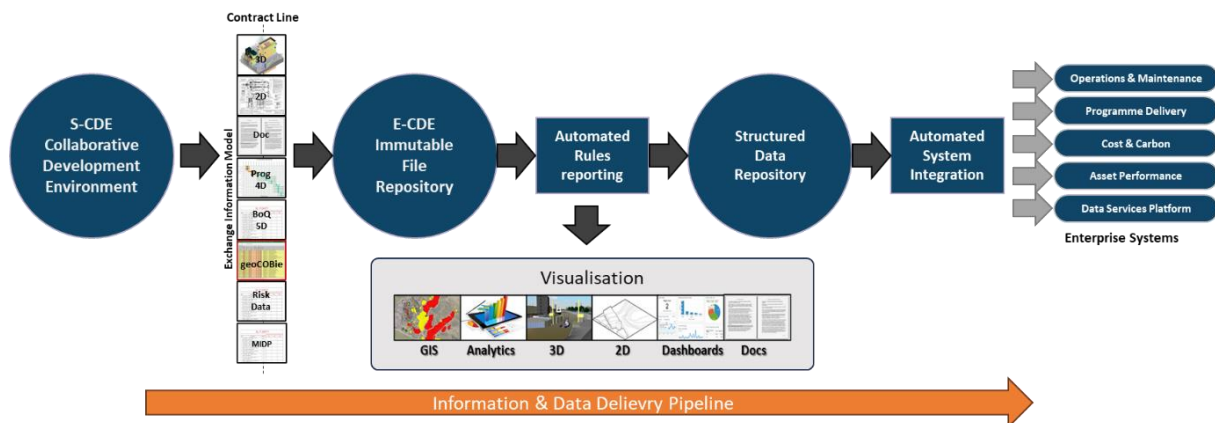 Contract Line
Exchange Information Model
S-CDE
Collaborative
Development
Environment
3D
2D
Doc
Prog
4D
BoQ
5D
geoCOBie
Risk
Data
MIDP
E-CDE
Immutable
File
Repository
Automated
Rules
reporting
Structured
Data
Repository
Automated
System
Integration
Operations & Maintenance
Programme Delivery
Cost & Carbon
Asset Performance
Data Services Platform
Enterprise Systems
Visualisation
GIS
Analytics
3D
2D
Dashboards
Docs
Information & Data Delievry Pipeline